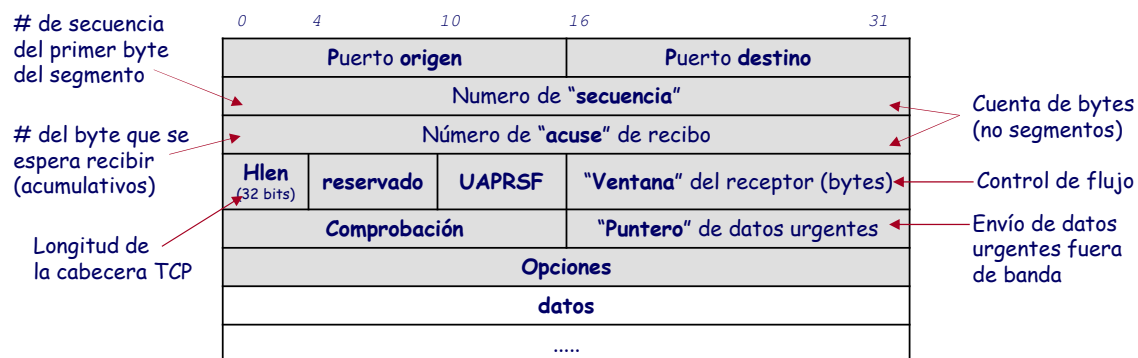 0 4 10 16 31
# de secuencia
del primer byte
del segmento
Puerto origen Puerto destino
Numero de “secuencia”
Número de “acuse” de recibo
Cuenta de bytes
(no segmentos)
# del byte que se
espera recibir
(acumulativos)
Hlen
(32 bits)
reservado UAPRSF “Ventana” del receptor (bytes)
Control de flujo
Comprobación “Puntero” de datos urgentes
Longitud de
la cabecera TCP
Envío de datos
urgentes fuera
de banda
Opciones
datos
.....